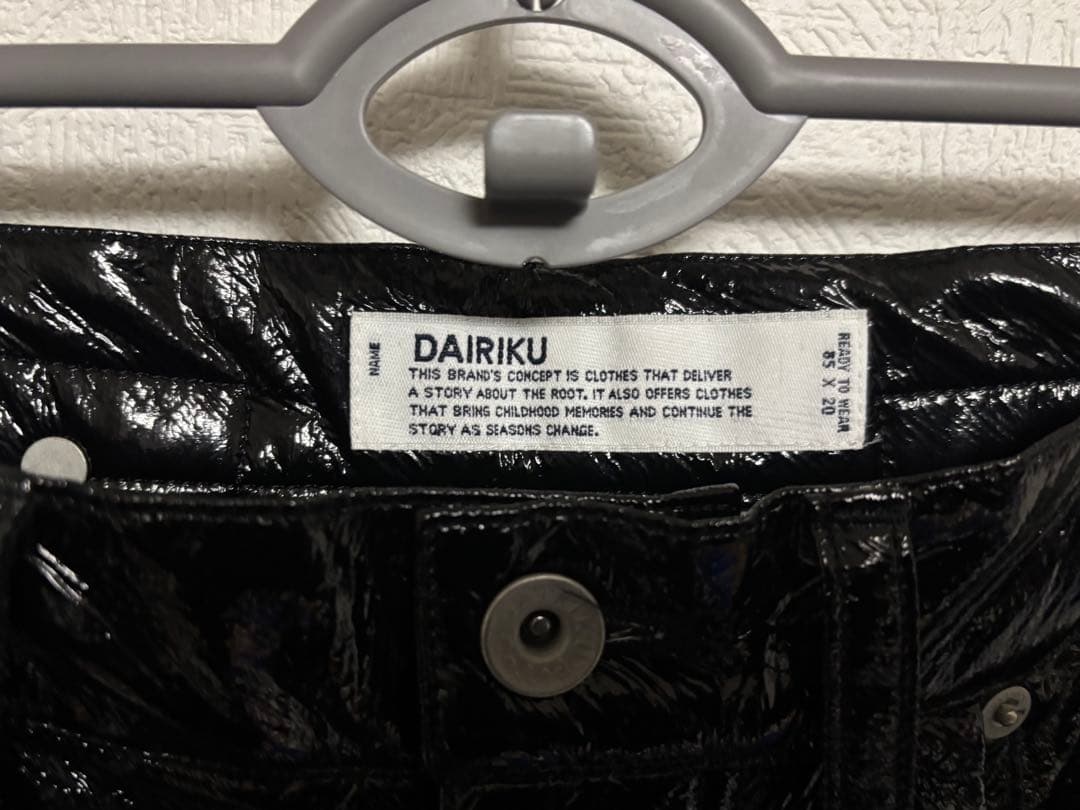 NAME
DAIRIKU
THIS BRAND'S CONCEPT IS CLOTHES THAT DELIVER
A STORY ABOUT THE ROOT. IT ALSO OFFERS CLOTHES
THAT BRING CHILDHOOD MEMORIES AND CONTINUE THE
STORY AS SEASONS CHANGE.
READY TO WEAR
85 X 20